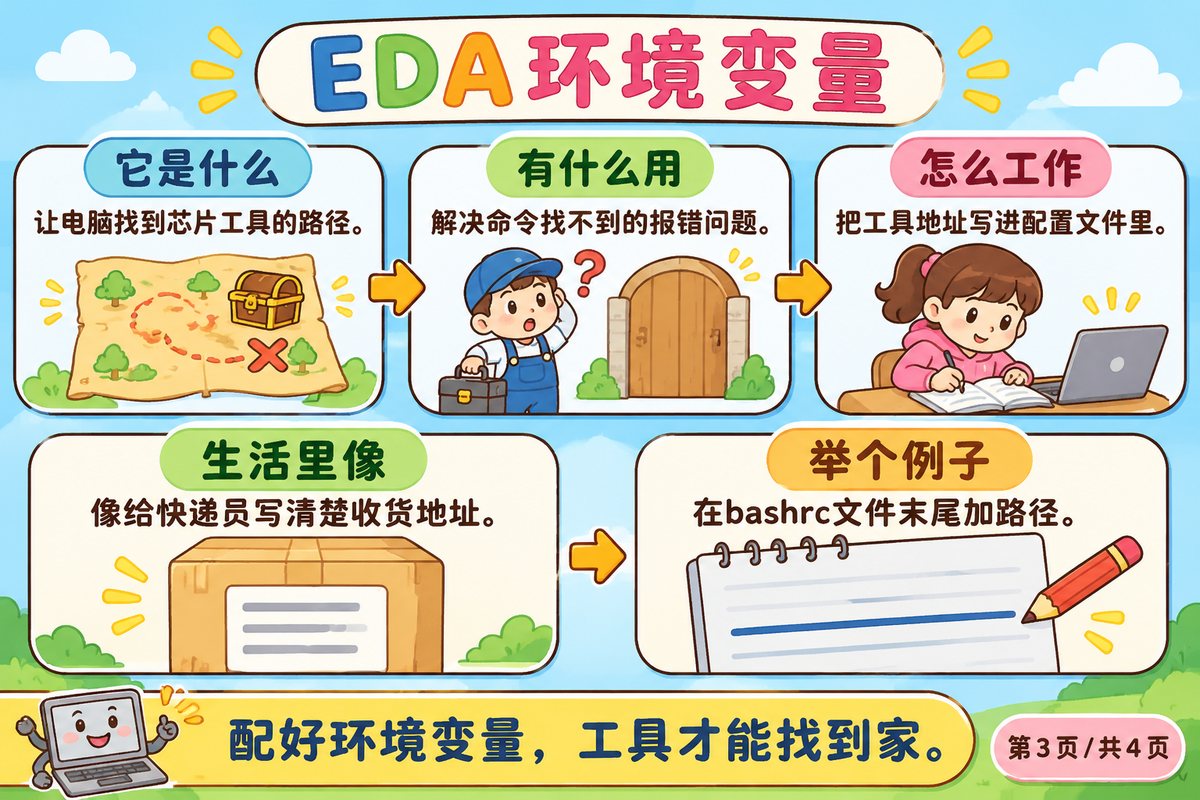 EDA环境变量
它是什么
让电脑找到芯片工具的路径。
有什么用
解决命令找不到的报错问题。
怎么工作
把工具地址写进配置文件里。
生活里像
像给快递员写清楚收货地址。
举个例子
在bashrc文件末尾加路径。
配好环境变量，工具才能找到家。
第3页/共4页